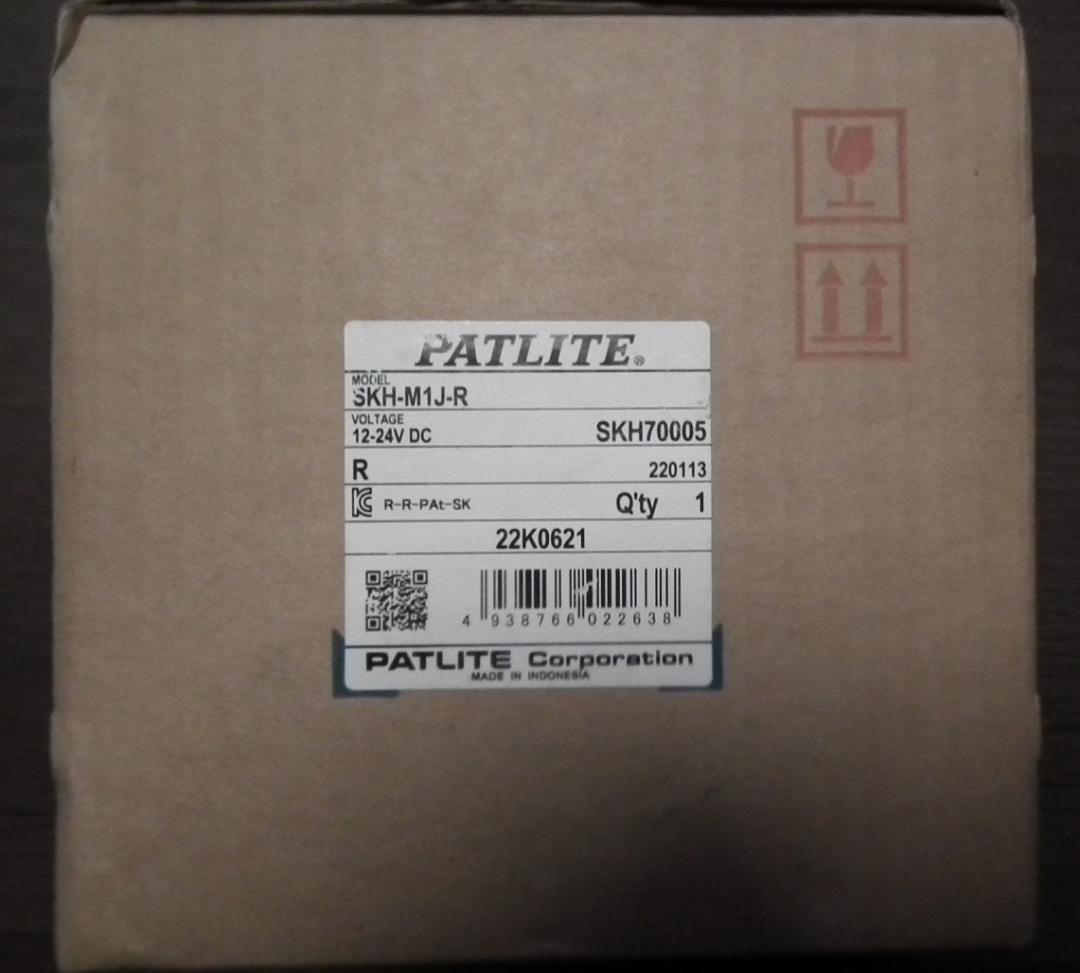 PATLITE®
MODEL
SKH-M1J-R
VOLTAGE
12-24V DC SKH70005
R 220113
R-R-PAt-SK Q'ty 1
22K0621
4 938766 022638
PATLITE Corporation
MADE IN INDONESIA